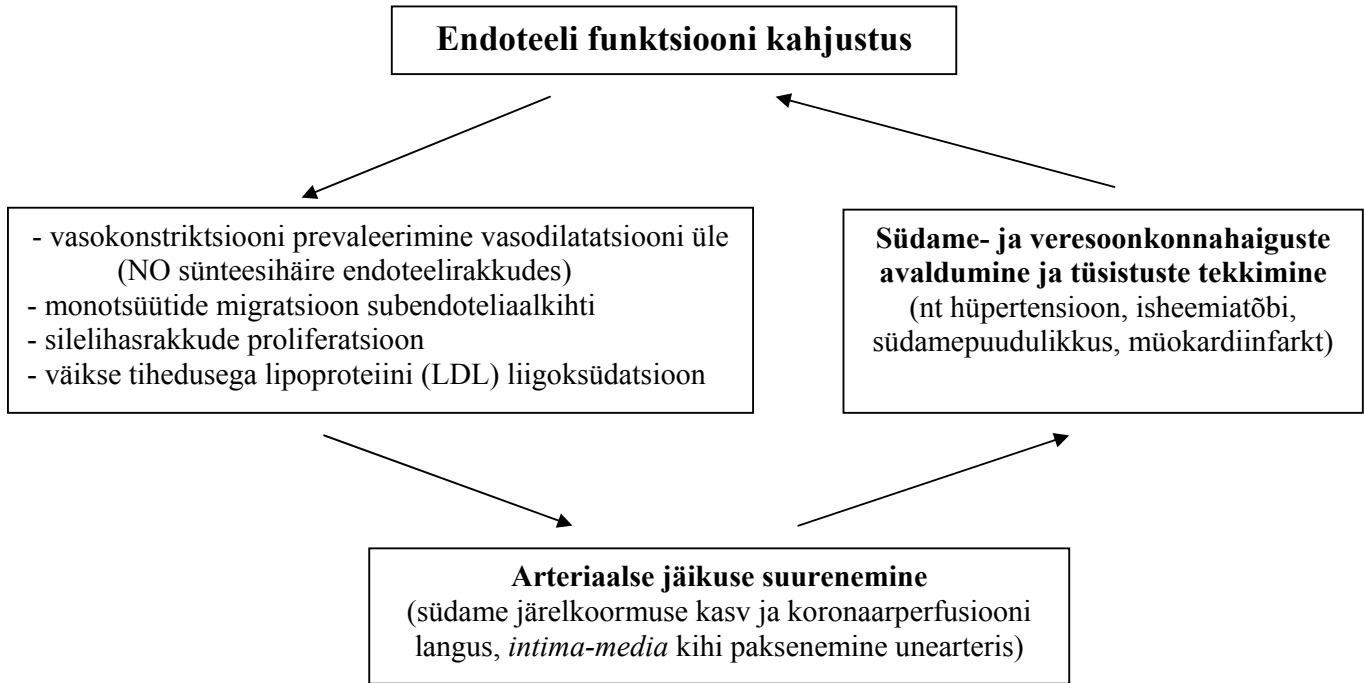 Endoteeli funktsiooni kahjustus
- vasokonstriktsiooni prevaleerimine vasodilatatsiooni üle
(NO sünteesihäire endoteelirakkudes)
- monotsüütide migratsioon subendoteliaalkihti
- silelihasrakkude proliferatsioon
- väikse tihedusega lipoproteiini (LDL) liigoksüdatsioon
Südame- ja veresoonkonnahaiguste
avaldumine ja tüsistuste tekkimine
(nt hüpertensioon, isheemiatõbi,
südamepuudulikkus, müokardiinfarkt)
Arteriaalse jäikuse suurenemine
(südame järelkoormuse kasv ja koronaarperfusiooni
langus, intima-media kihi paksenemine unearteris)